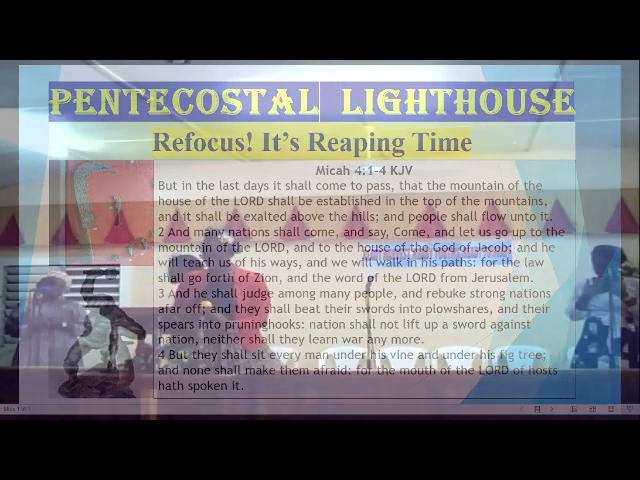 PENTECOSTAL LIGHTHOUSE
Refocus! It's Reaping Time
Micah 4:1-4 KJV
But in the last days it shall come to pass, that the mountain of the
house of the LORD shall be established in the top of the mountains,
and it shall be exalted above the hills; and people shall flow unto it.
2 And many nations shall come, and say, Come, and let us go up to the
mountain of the LORD, and to the house of the God of Jacob; and he
will teach us of his ways, and we will walk in his paths: for the law
shall go forth of Zion, and the word of the LORD from Jerusalem.
3 And he shall judge among many people, and rebuke strong nations
afar off; and they shall beat their swords into plowshares, and their
spears into pruninghooks: nation shall not lift up a sword against
nation, neither shall they learn war any more.
4 But they shall sit every man under his vine and under his fig tree;
and none shall make them afraid: for the mouth of the LORD of hosts
hath spoken it.